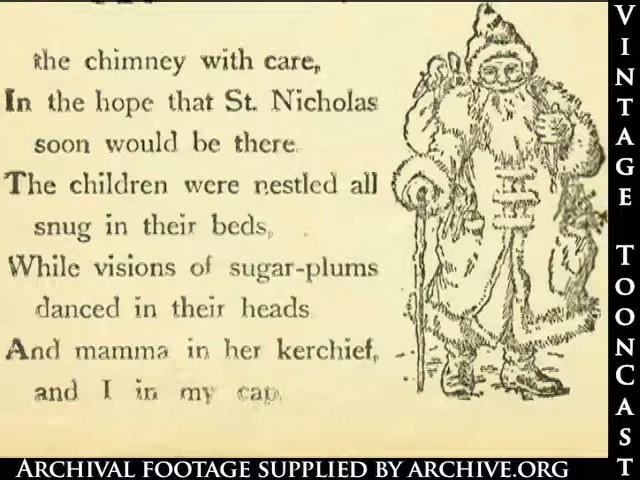 the chimney with care,
In the hope that St. Nicholas
soon would be there
The children were nestled all
snug in their beds,
While visions of sugar-plums
danced in their heads
And mamma in her kerchief,
and I in my cap,
VINTAGE TOONCAST
ARCHIVAL FOOTAGE SUPPLIED BY ARCHIVE.ORG